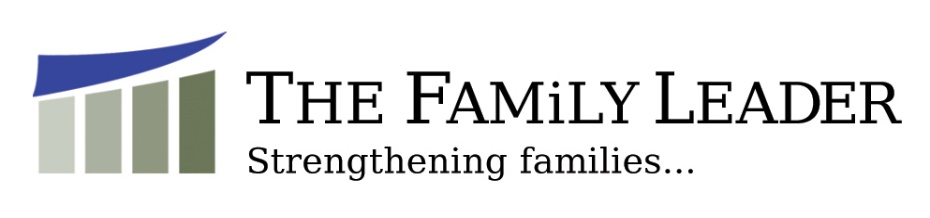 THE FAMiLY LEADER
Strengthening families...